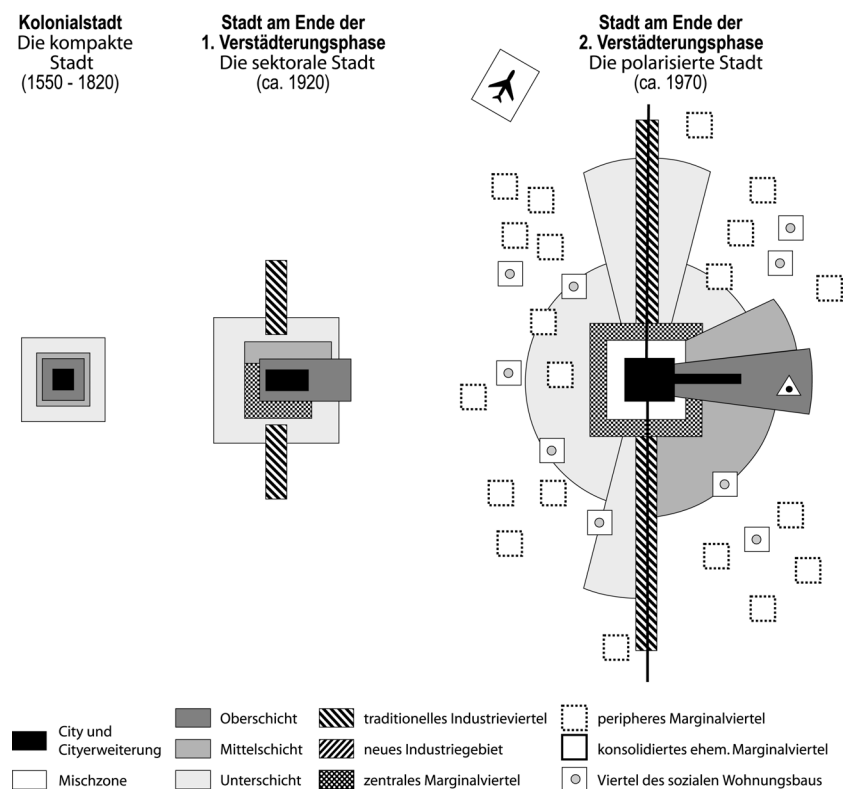 Kolonialstadt
Die kompakte
Stadt
(1550 - 1820)
Stadt am Ende der
1. Verstädterungsphase
Die sektorale Stadt
(ca. 1920)
Stadt am Ende der
2. Verstädterungsphase
Die polarisierte Stadt
(ca. 1970)
City und
Cityerweiterung
Mischzone
Oberschicht
Mittelschicht
Unterschicht
traditionelles Industrieviertel
neues Industriegebiet
zentrales Marginalviertel
peripheres Marginalviertel
konsolidiertes ehem. Marginalviertel
Viertel des sozialen Wohnungsbaus